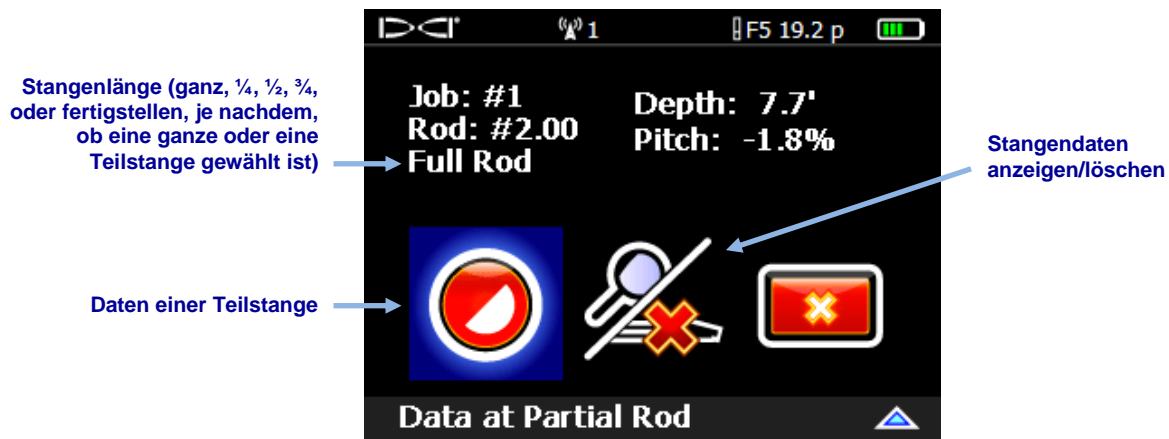 DCI
1
F5 19.2 p
Stangenlänge (ganz, ¼, ½, ¾,
oder fertigstellen, je nachdem,
ob eine ganze oder eine
Teilstange gewählt ist)
Job: #1
Rod: #2.00
Full Rod
Depth: 7.7'
Pitch: -1.8%
Stangendaten
anzeigen/löschen
Daten einer Teilstange
Data at Partial Rod